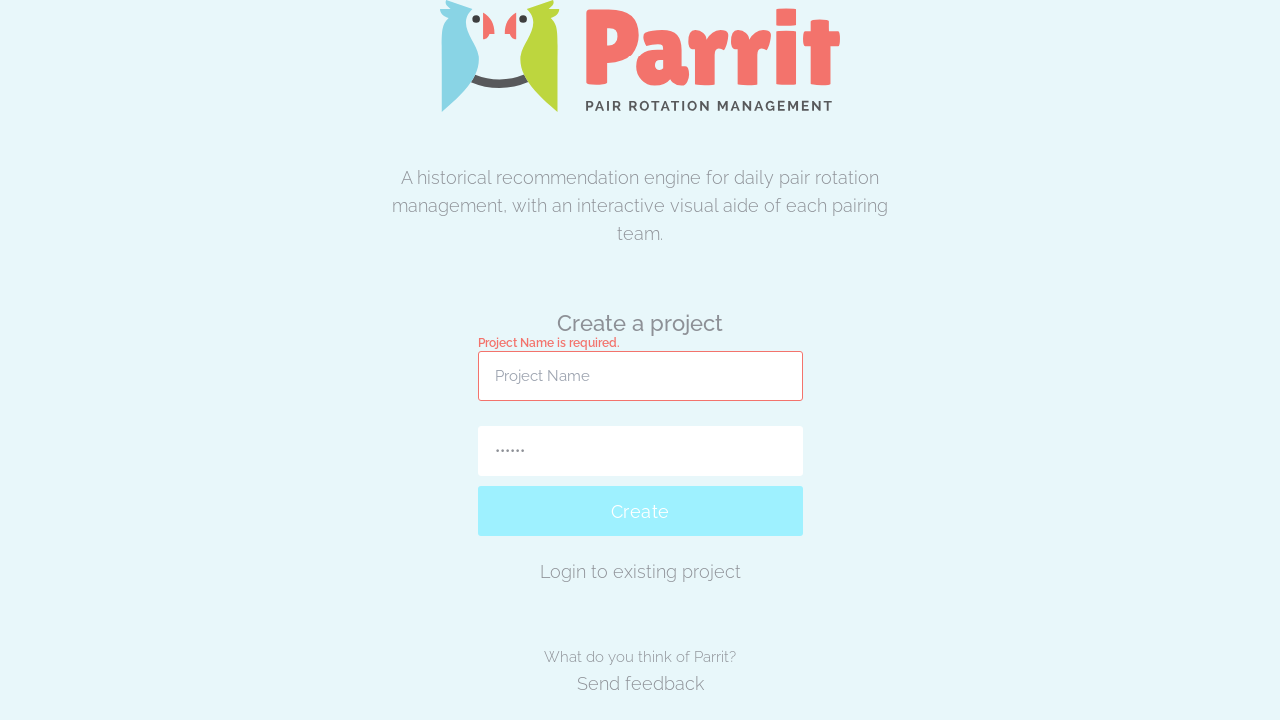 Parrit
PAIR ROTATION MANAGEMENT
A historical recommendation engine for daily pair rotation
management, with an interactive visual aide of each pairing
team.
Create a project
Project Name is required.
Project Name
••••••
Create
Login to existing project
What do you think of Parrit?
Send feedback